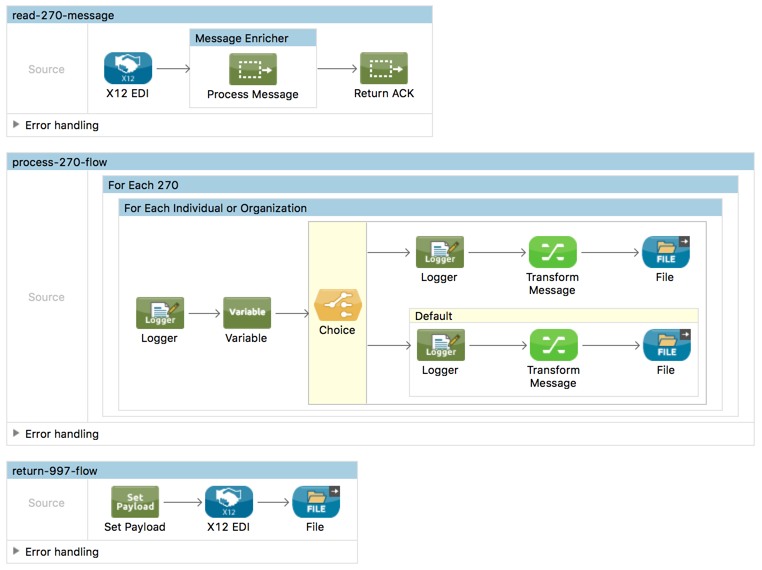 read-270-message
Message Enricher
Source
X12
X12 EDI
Process Message
Return ACK
Error handling
process-270-flow
For Each 270
For Each Individual or Organization
Source
Logger
Logger
Variable
Variable
Choice
Logger
Logger
Transform
Message
FILE
File
Default
Logger
Logger
Transform
Message
FILE
File
Error handling
return-997-flow
Source
Set
Payload
Set Payload
X12
X12 EDI
FILE
File
Error handling